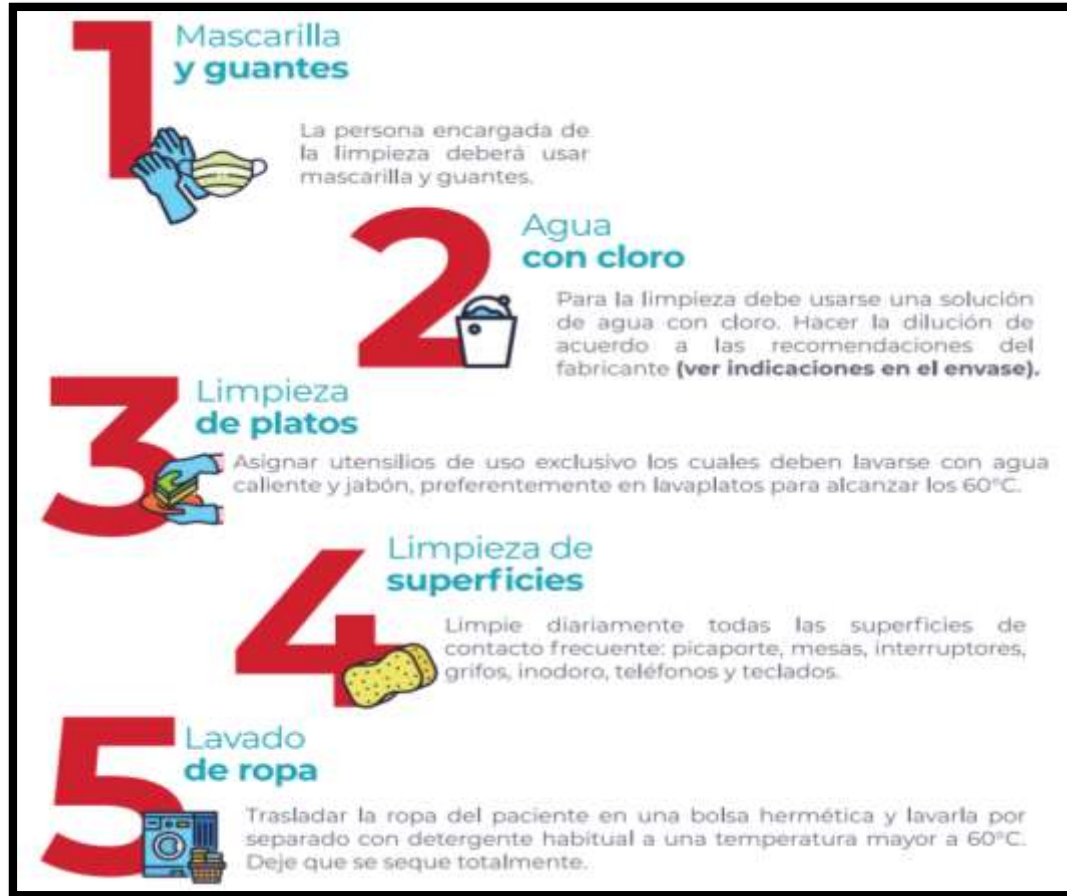 1
Mascarilla
y guantes
La persona encargada de
la limpieza deberá usar
mascarilla y guantes.
2
Agua
con cloro
Para la limpieza debe usarse una solución
de agua con cloro. Hacer la dilución de
acuerdo a las recomendaciones del
fabricante (ver indicaciones en el envase).
3
Limpieza
de platos
Asignar utensilios de uso exclusivo los cuales deben lavarse con agua
caliente y jabón, preferentemente en lavaplatos para alcanzar los 60°C.
4
Limpieza de
superficies
Limpie diariamente todas las superficies de
contacto frecuente: picaporte, mesas, interruptores,
grifos, inodoro, teléfonos y teclados.
5
Lavado
de ropa
Trasladar la ropa del paciente en una bolsa hermética y lavarla por
separado con detergente habitual a una temperatura mayor a 60°C.
Deje que se seque totalmente.